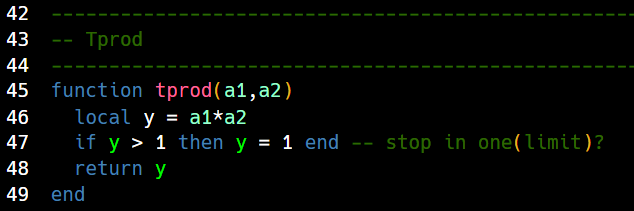 42 --------------------------------------------------
43 -- Tprod
44 --------------------------------------------------
45 function tprod(a1,a2)
46   local y = a1*a2
47   if y > 1 then y = 1 end -- stop in one(limit)?
48   return y
49 end